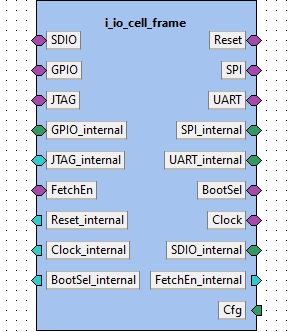 i_io_cell_frame
SDIO
Reset
GPIO
SPI
JTAG
UART
GPIO_internal
SPI_internal
JTAG_internal
UART_internal
FetchEn
BootSel
Reset_internal
Clock
Clock_internal
SDIO_internal
BootSel_internal
FetchEn_internal
Cfg